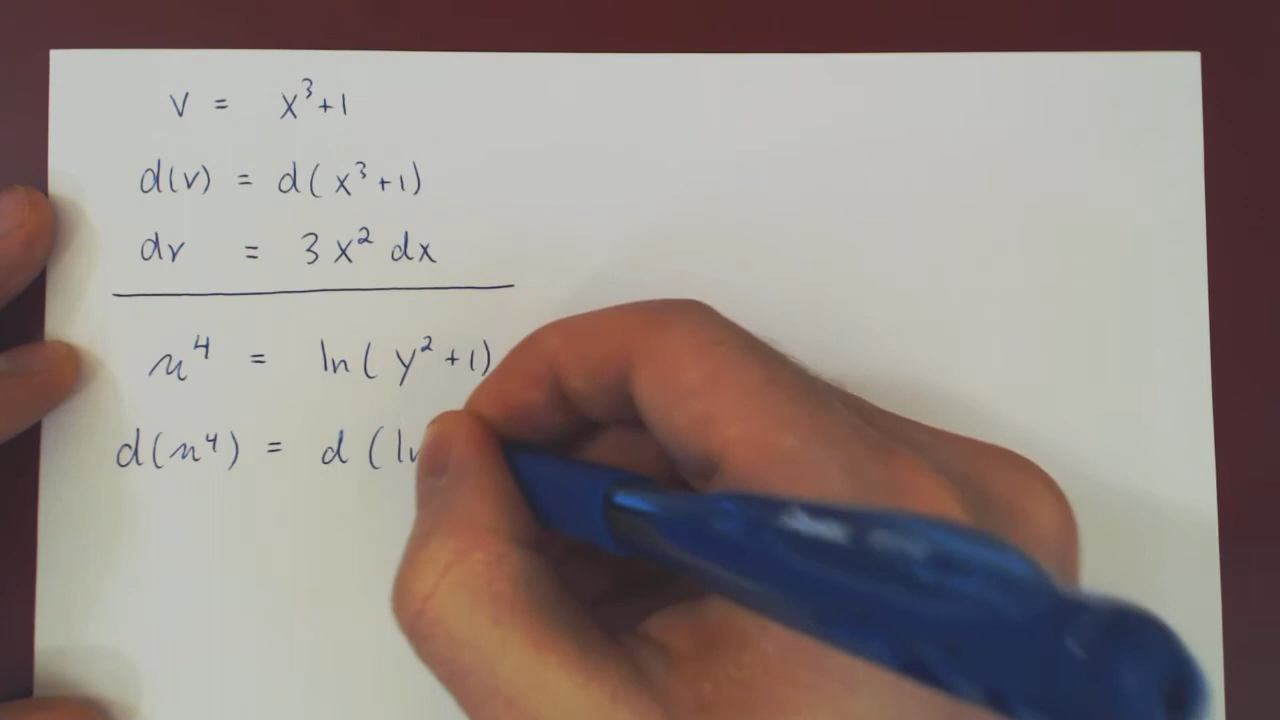 v = x³+1
d(v) = d(x³+1)
dv = 3x² dx
u⁴ = ln(y²+1)
d(u⁴) = d(ln